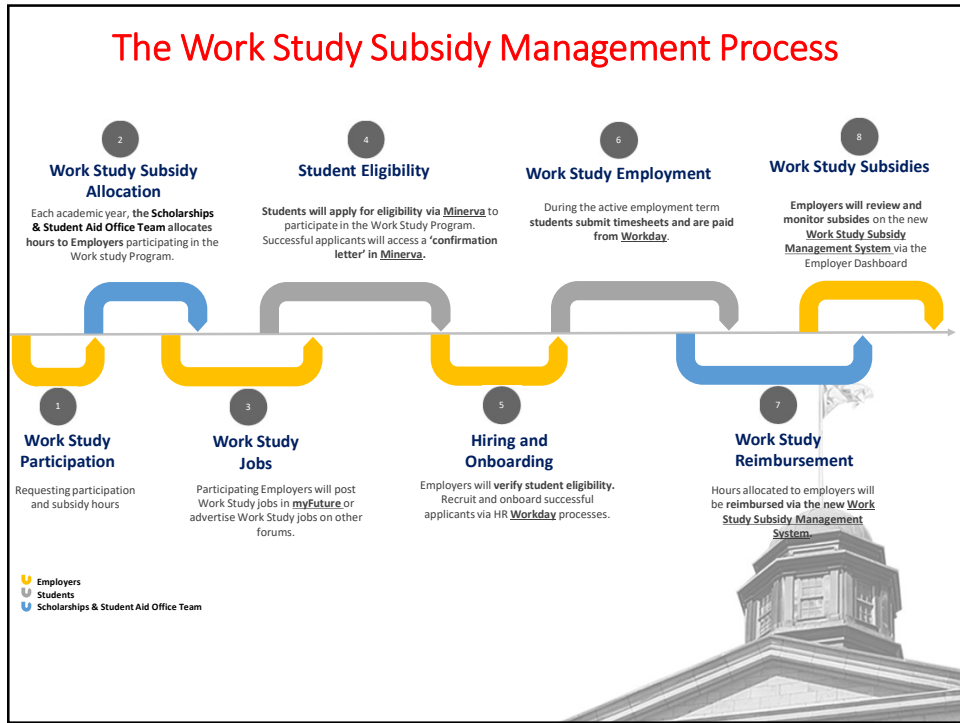 The Work Study Subsidy Management Process
2
Work Study Subsidy
Allocation
Each academic year, the Scholarships
& Student Aid Office Team allocates
hours to Employers participating in the
Work study Program.
4
Student Eligibility
Students will apply for eligibility via Minerva to
participate in the Work Study Program.
Successful applicants will access a ‘confirmation
letter’ in Minerva.
6
Work Study Employment
During the active employment term
students submit timesheets and are paid
from Workday.
8
Work Study Subsidies
Employers will review and
monitor subsides on the new
Work Study Subsidy
Management System via the
Employer Dashboard
1
Work Study
Participation
Requesting participation
and subsidy hours
3
Work Study
Jobs
Participating Employers will post
Work Study jobs in myFuture or
advertise Work Study jobs on other
forums.
5
Hiring and
Onboarding
Employers will verify student eligibility.
Recruit and onboard successful
applicants via HR Workday processes.
7
Work Study
Reimbursement
Hours allocated to employers will
be reimbursed via the new Work
Study Subsidy Management
System.
Employers
Students
Scholarships & Student Aid Office Team